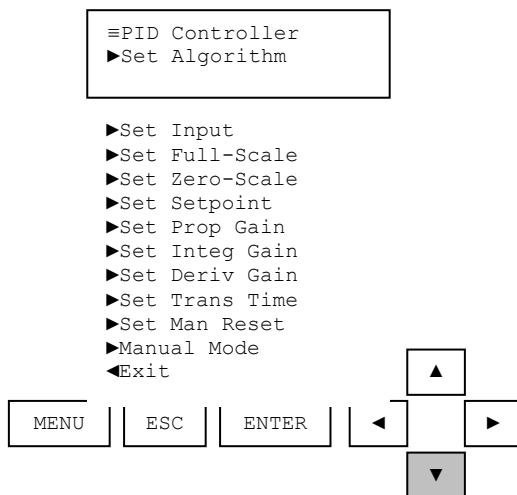 ≡PID Controller
►Set Algorithm
►Set Input
►Set Full-Scale
►Set Zero-Scale
►Set Setpoint
►Set Prop Gain
►Set Integ Gain
►Set Deriv Gain
►Set Trans Time
►Set Man Reset
►Manual Mode
◄Exit
▲
MENU ESC ENTER ◄ ►
▼